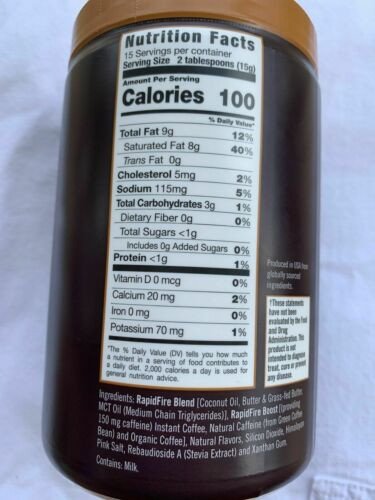 Nutrition Facts
15 Servings per container
Serving Size 2 tablespoons (15g)
Amount Per Serving
Calories 100
% Daily Value*
Total Fat 9g 12%
Saturated Fat 8g 40%
Trans Fat 0g
Cholesterol 5mg 2%
Sodium 115mg 5%
Total Carbohydrates 3g 1%
Dietary Fiber 0g 0%
Total Sugars <1g
Includes 0g Added Sugars 0%
Protein <1g 1%
Vitamin D 0 mcg 0%
Calcium 20 mg 2%
Iron 0 mg 0%
Potassium 70 mg 1%
*The % Daily Value (DV) tells you how much
a nutrient in a serving of food contributes to
a daily diet. 2,000 calories a day is used for
general nutrition advice.
Produced in USA from
globally sourced
ingredients.
†These statements
have not been
evaluated by the Food
and Drug
Administration. This
product is not
intended to diagnose
treat, cure or prevent
any disease.
Ingredients: RapidFire Blend [Coconut Oil, Butter & Grass-Fed Butter,
MCT Oil (Medium Chain Triglycerides)], RapidFire Boost [(providing
150 mg caffeine) Instant Coffee, Natural Caffeine (from Green Coffee
Bean) and Organic Coffee], Natural Flavors, Silicon Dioxide, Himalayan
Pink Salt, Rebaudioside A (Stevia Extract) and Xanthan Gum.
Contains: Milk.